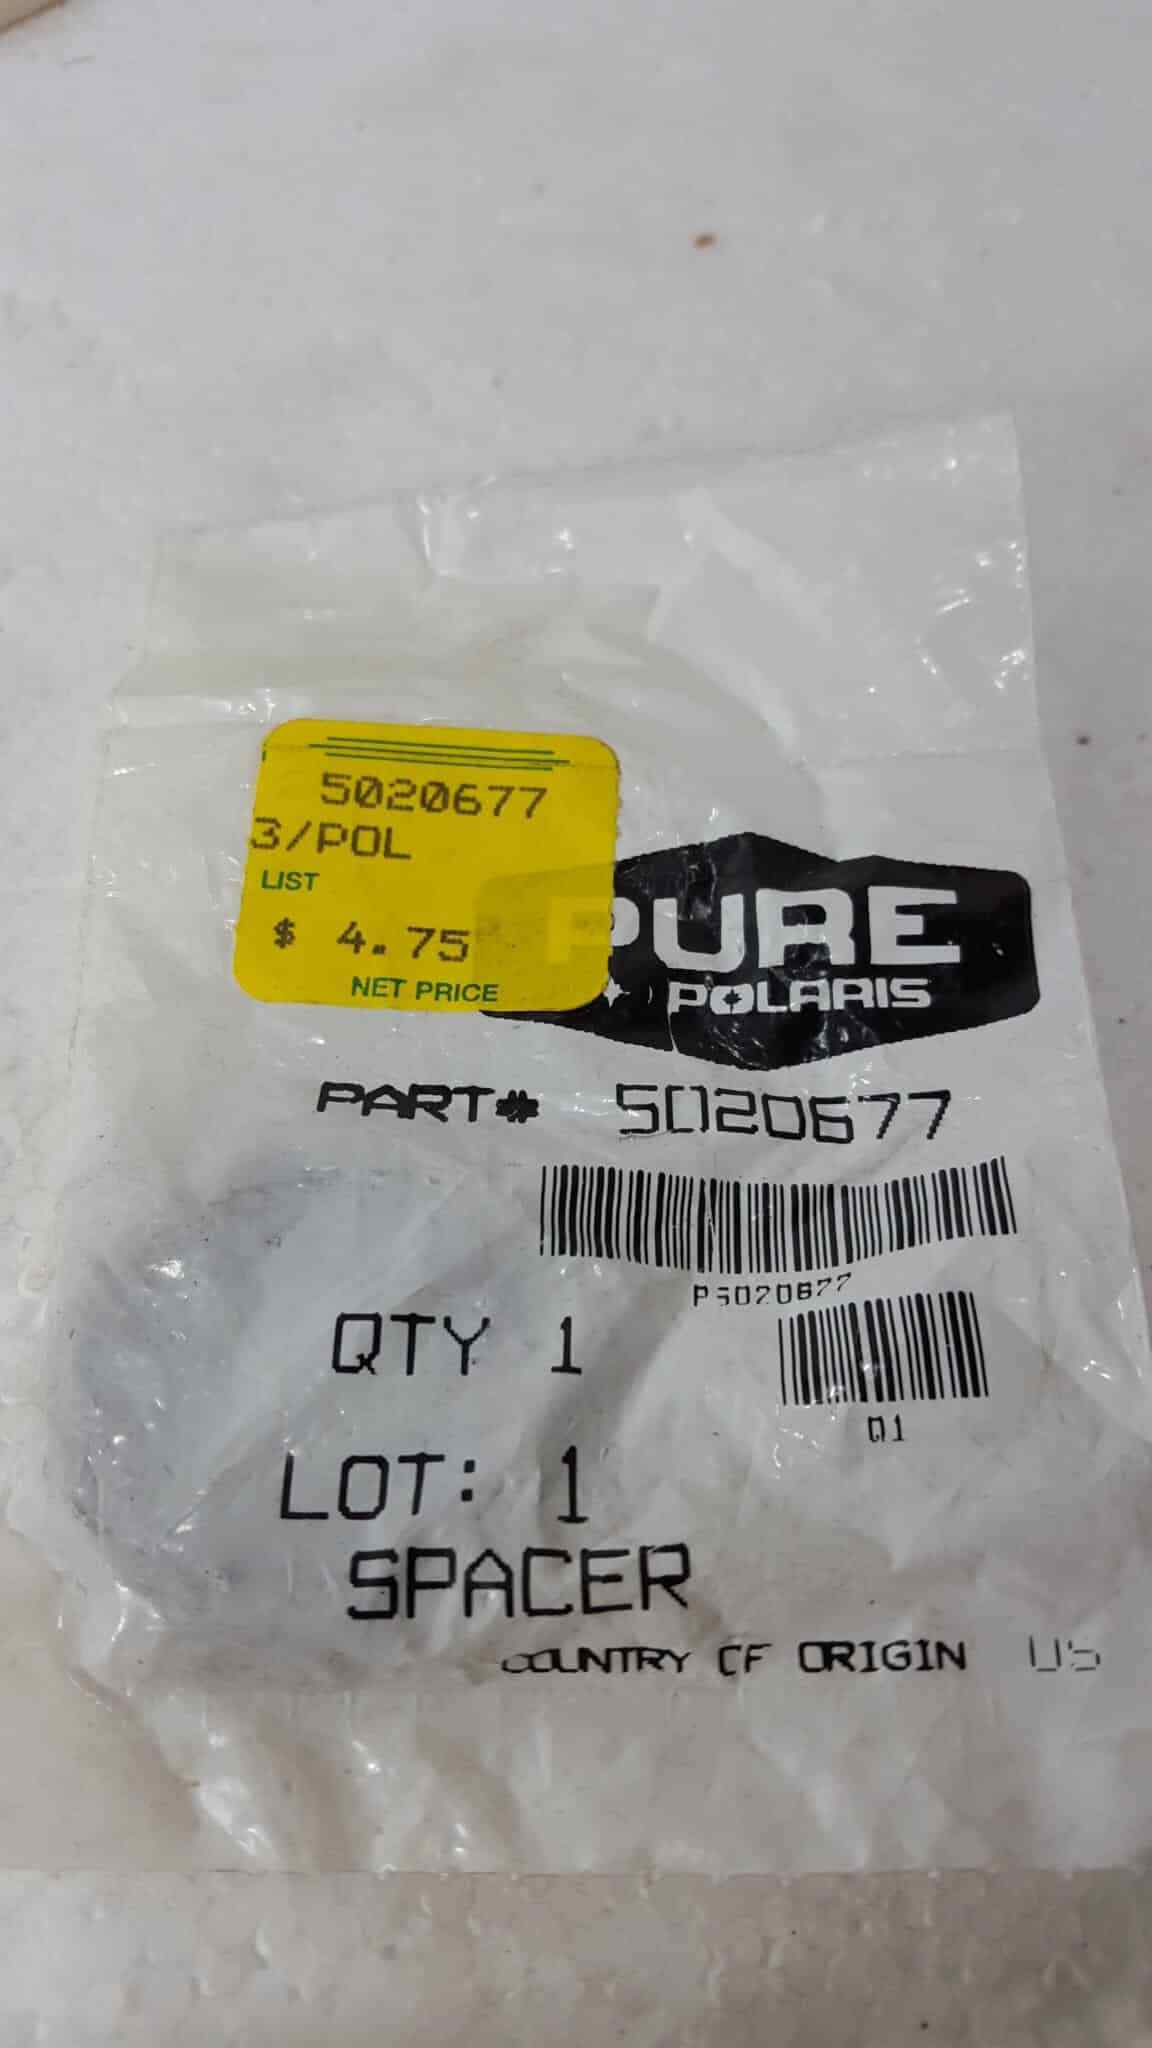 5020677
3/POL
LIST
$ 4.75
NET PRICE
PURE
POLARIS
PART# 5020677
P5020677
QTY 1
Q1
LOT: 1
SPACER
COUNTRY OF ORIGIN US